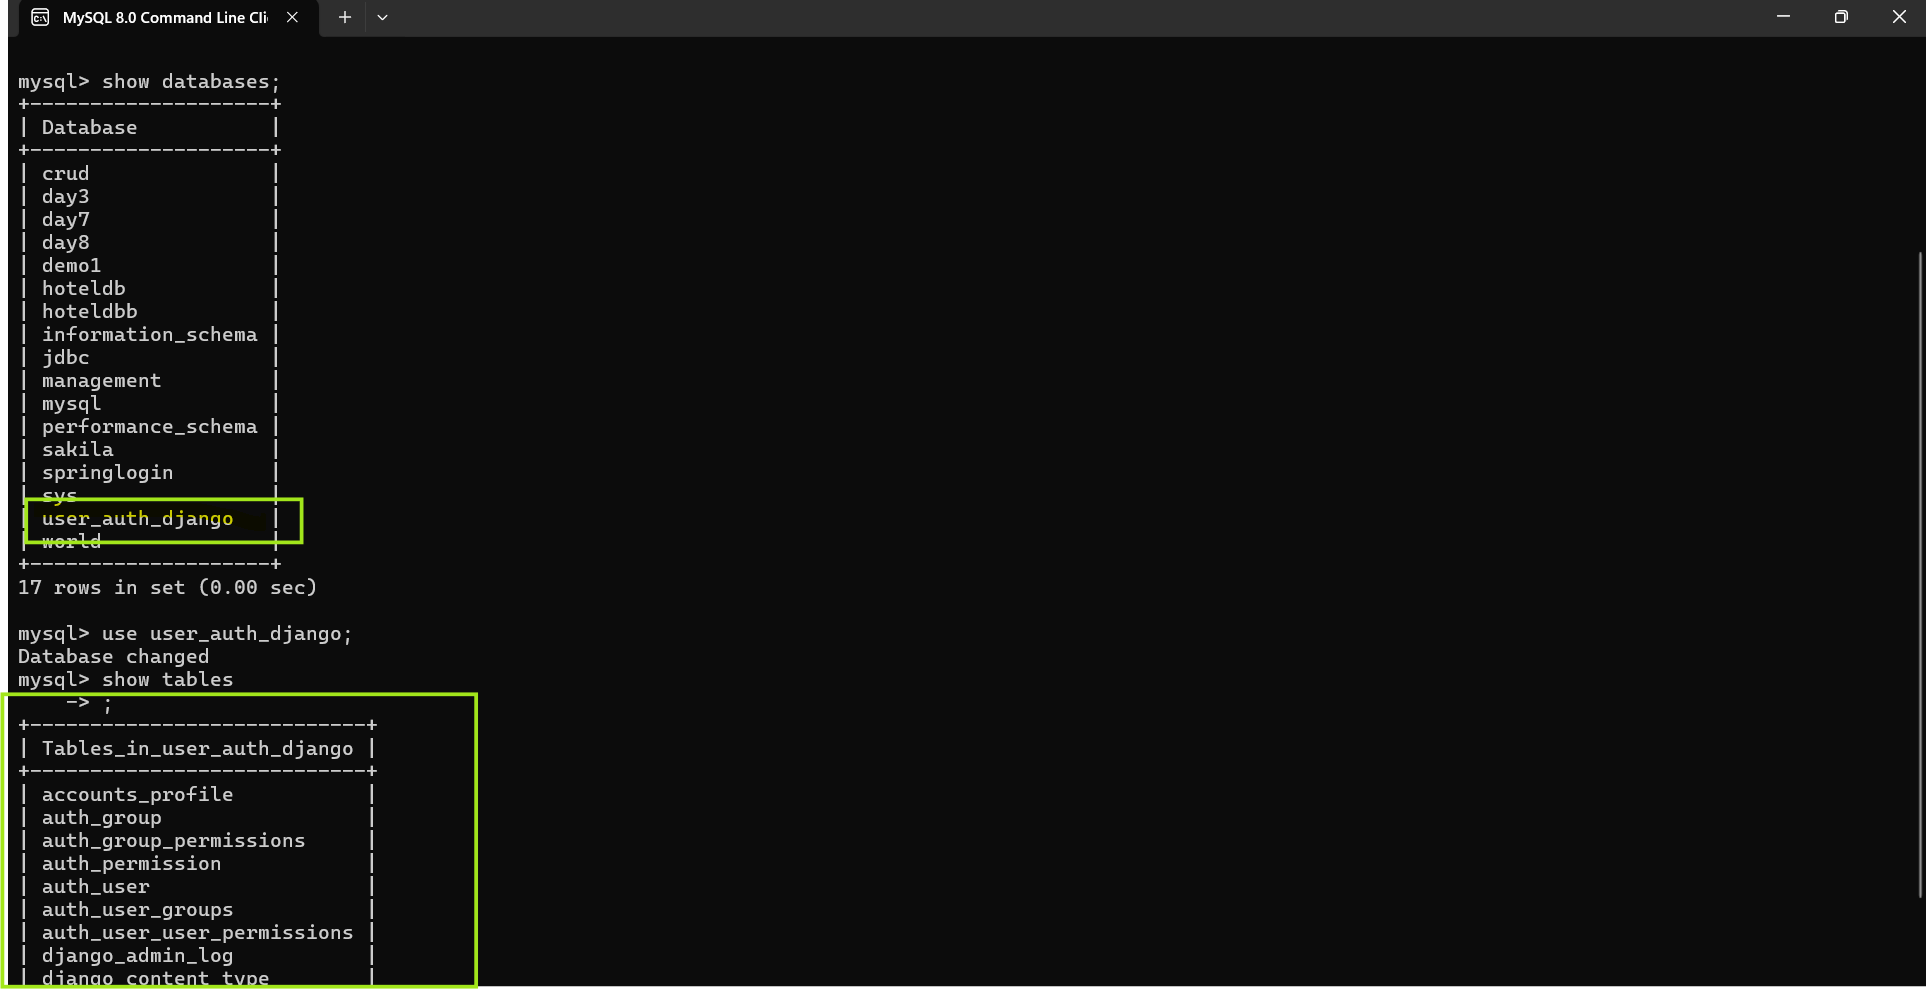 MySQL 8.0 Command Line Cli
mysql> show databases;
+--------------------+
| Database           |
+--------------------+
| crud               |
| day3               |
| day7               |
| day8               |
| demo1              |
| hoteldb            |
| hoteldbb           |
| information_schema |
| jdbc               |
| management         |
| mysql              |
| performance_schema |
| sakila             |
| springlogin        |
| sys                |
| user_auth_django   |
| world              |
+--------------------+
17 rows in set (0.00 sec)
mysql> use user_auth_django;
Database changed
mysql> show tables
    -> ;
+----------------------------+
| Tables_in_user_auth_django |
+----------------------------+
| accounts_profile           |
| auth_group                 |
| auth_group_permissions     |
| auth_permission            |
| auth_user                  |
| auth_user_groups           |
| auth_user_user_permissions |
| django_admin_log           |
| django_content_type        |